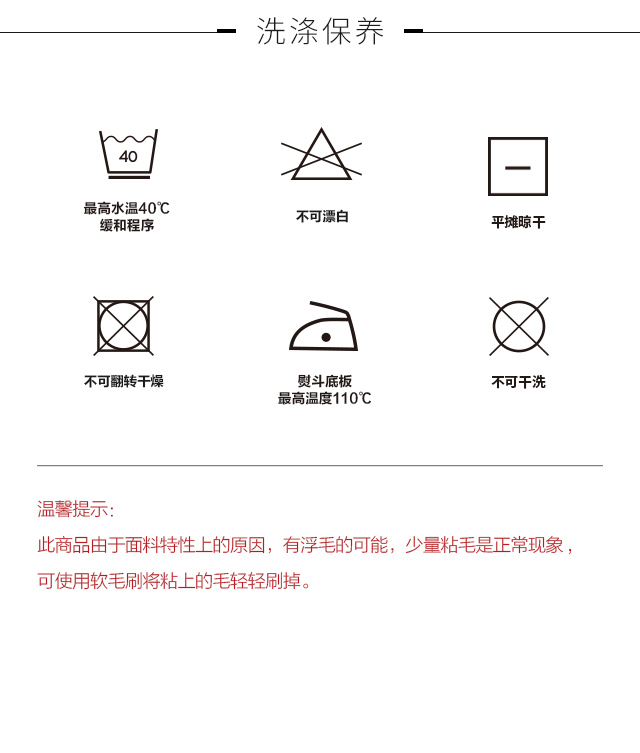 洗涤保养
40
最高水温40℃
缓和程序
不可漂白
平摊晾干
不可翻转干燥
熨斗底板
最高温度110℃
不可干洗
温馨提示：
此商品由于面料特性上的原因，有浮毛的可能，少量粘毛是正常现象，
可使用软毛刷将粘上的毛轻轻刷掉。